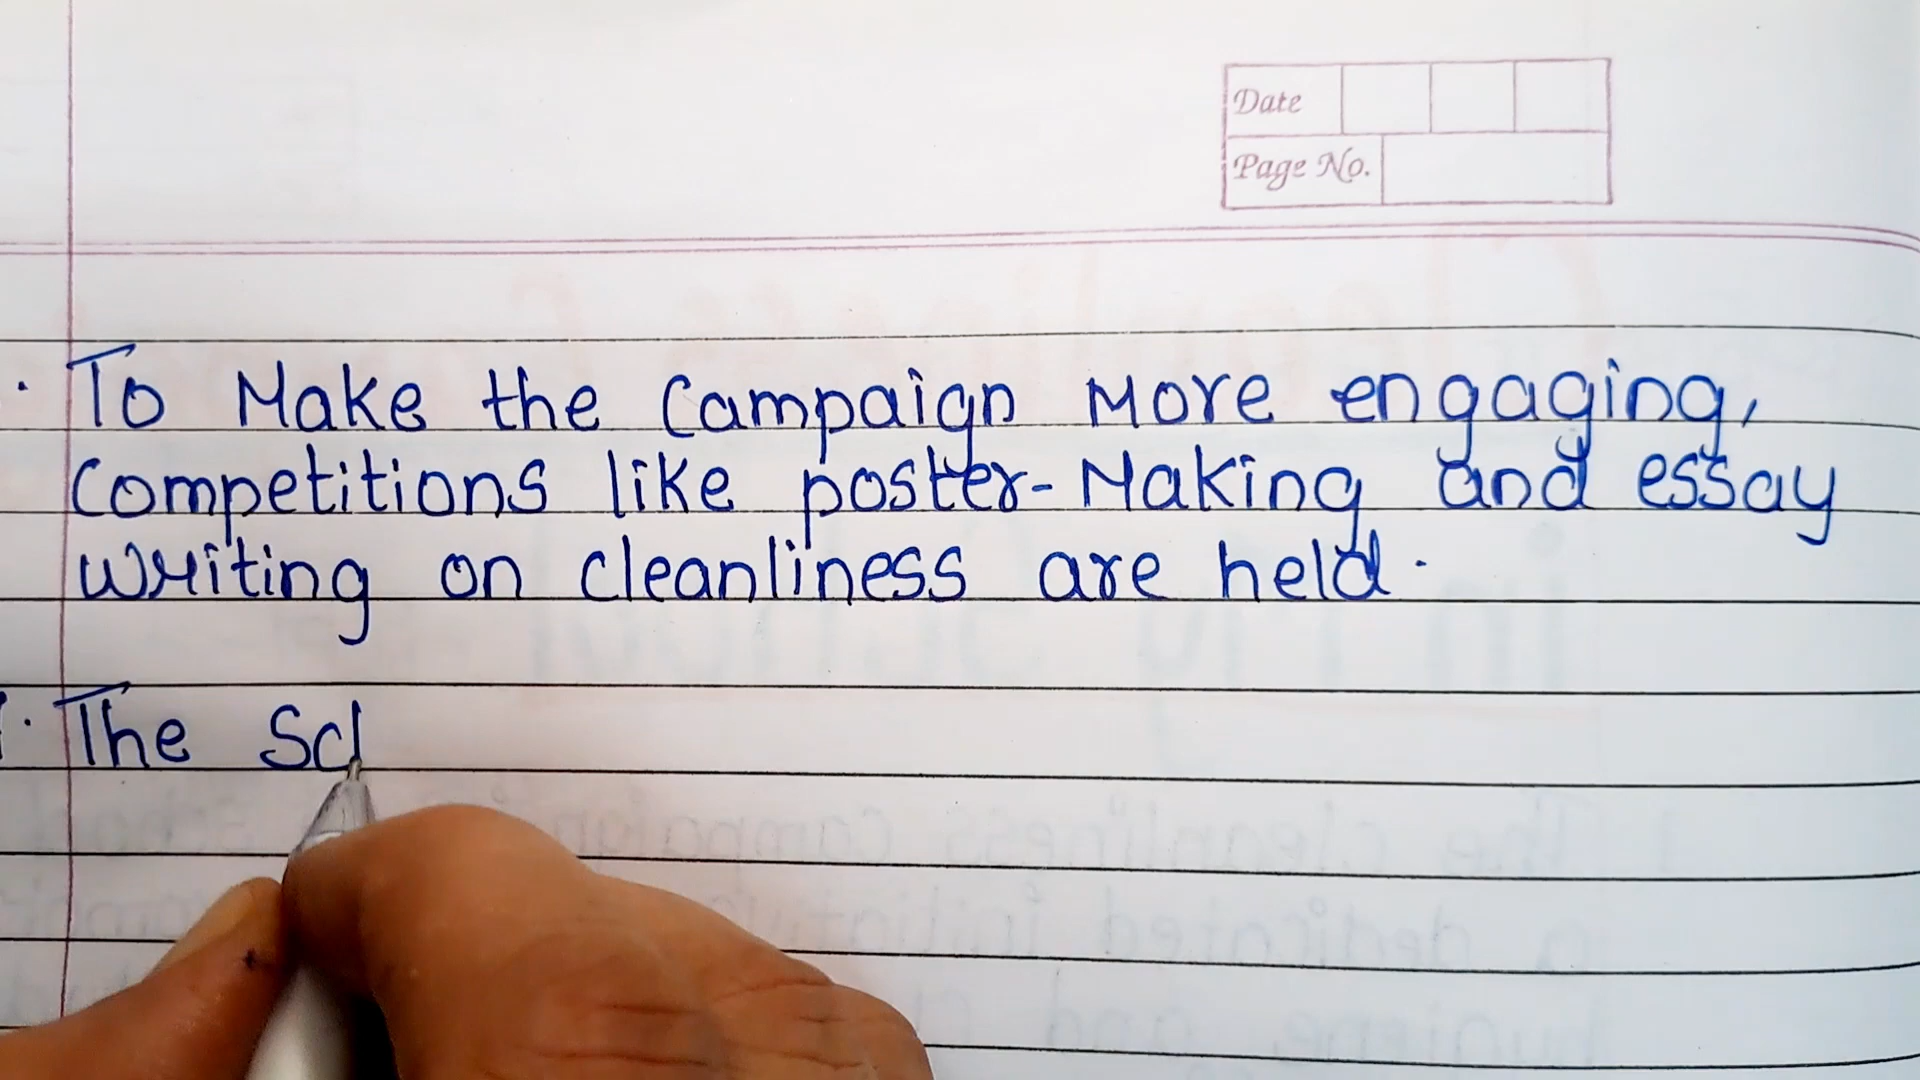 Date
Page No.
To Make the Campaign More engaging,
Competitions like poster-Making and essay
writing on cleanliness are held.
The Sch